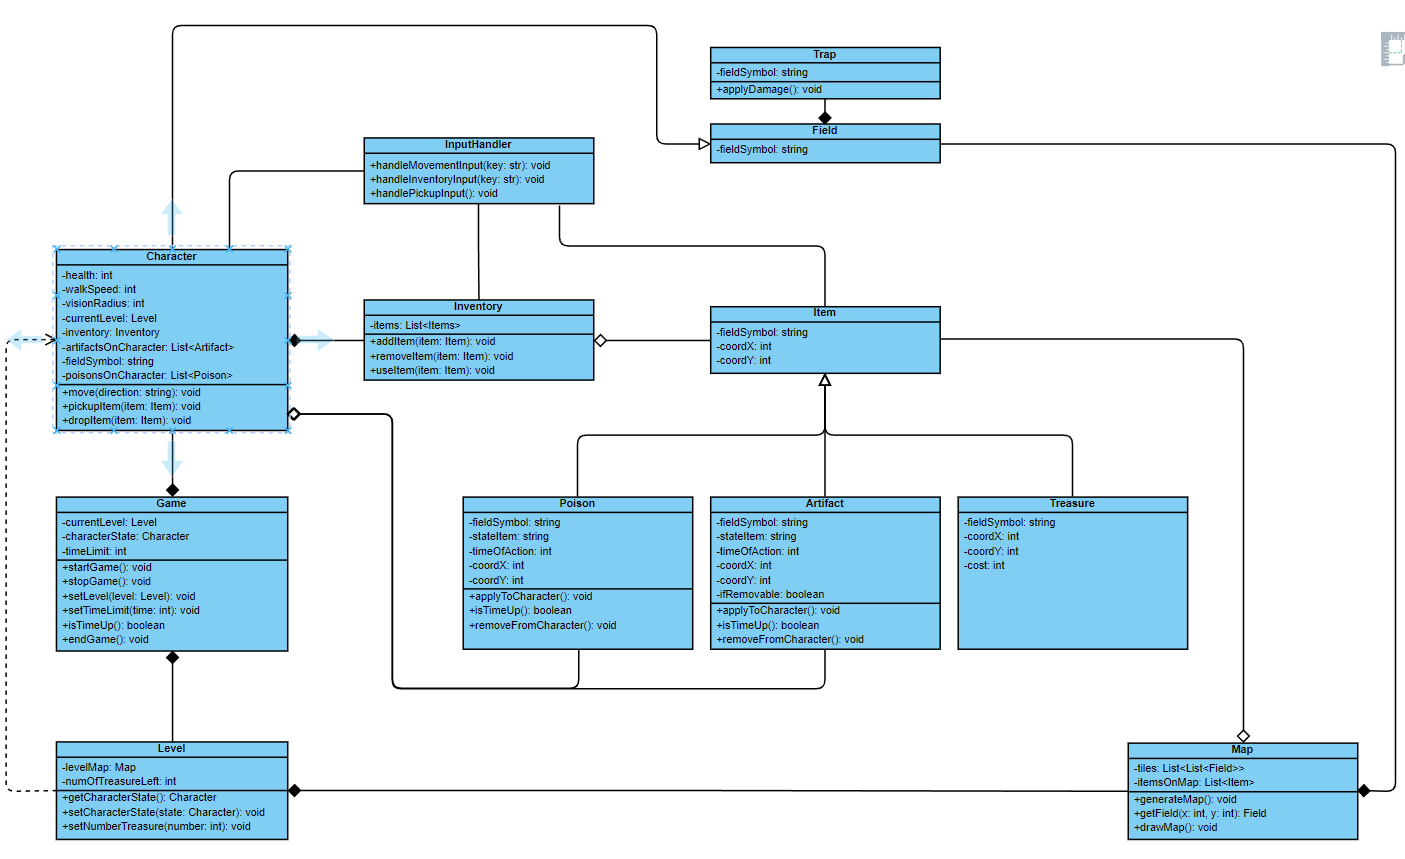 Trap
-fieldSymbol: string
+applyDamage(): void
Field
-fieldSymbol: string
InputHandler
+handleMovementInput(key: str): void
+handleInventoryInput(key: str): void
+handlePickupInput(): void
Character
-health: int
-walkSpeed: int
-visionRadius: int
-currentLevel: Level
-inventory: Inventory
-artifactsOnCharacter: List<Artifact>
-fieldSymbol: string
-poisonsOnCharacter: List<Poison>
+move(direction: string): void
+pickupItem(item: Item): void
+dropItem(item: Item): void
Inventory
-items: List<Items>
+addItem(item: Item): void
+removeItem(item: Item): void
+useItem(item: Item): void
Item
-fieldSymbol: string
-coordX: int
-coordY: int
Game
-currentLevel: Level
-characterState: Character
-timeLimit: int
+startGame(): void
+stopGame(): void
+setLevel(level: Level): void
+setTimeLimit(time: int): void
+isTimeUp(): boolean
+endGame(): void
Poison
-fieldSymbol: string
-stateItem: string
-timeOfAction: int
-coordX: int
-coordY: int
+applyToCharacter(): void
+isTimeUp(): boolean
+removeFromCharacter(): void
Artifact
-fieldSymbol: string
-stateItem: string
-timeOfAction: int
-coordX: int
-coordY: int
-ifRemovable: boolean
+applyToCharacter(): void
+isTimeUp(): boolean
+removeFromCharacter(): void
Treasure
-fieldSymbol: string
-coordX: int
-coordY: int
-cost: int
Level
-levelMap: Map
-numOfTreasureLeft: int
+getCharacterState(): Character
+setCharacterState(state: Character): void
+setNumberTreasure(number: int): void
Map
-tiles: List<List<Field>>
-itemsOnMap: List<Item>
+generateMap(): void
+getField(x: int, y: int): Field
+drawMap(): void